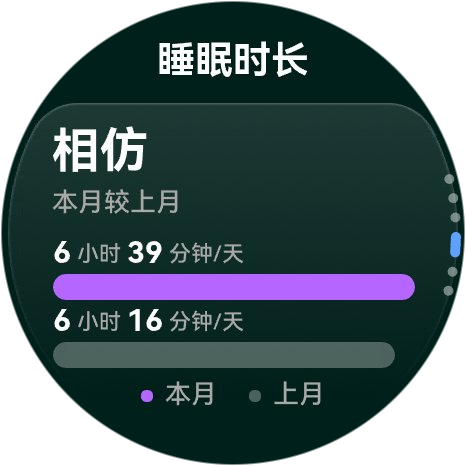 睡眠时长
相仿
本月较上月
6 小时 39 分钟/天
6 小时 16 分钟/天
本月 上月